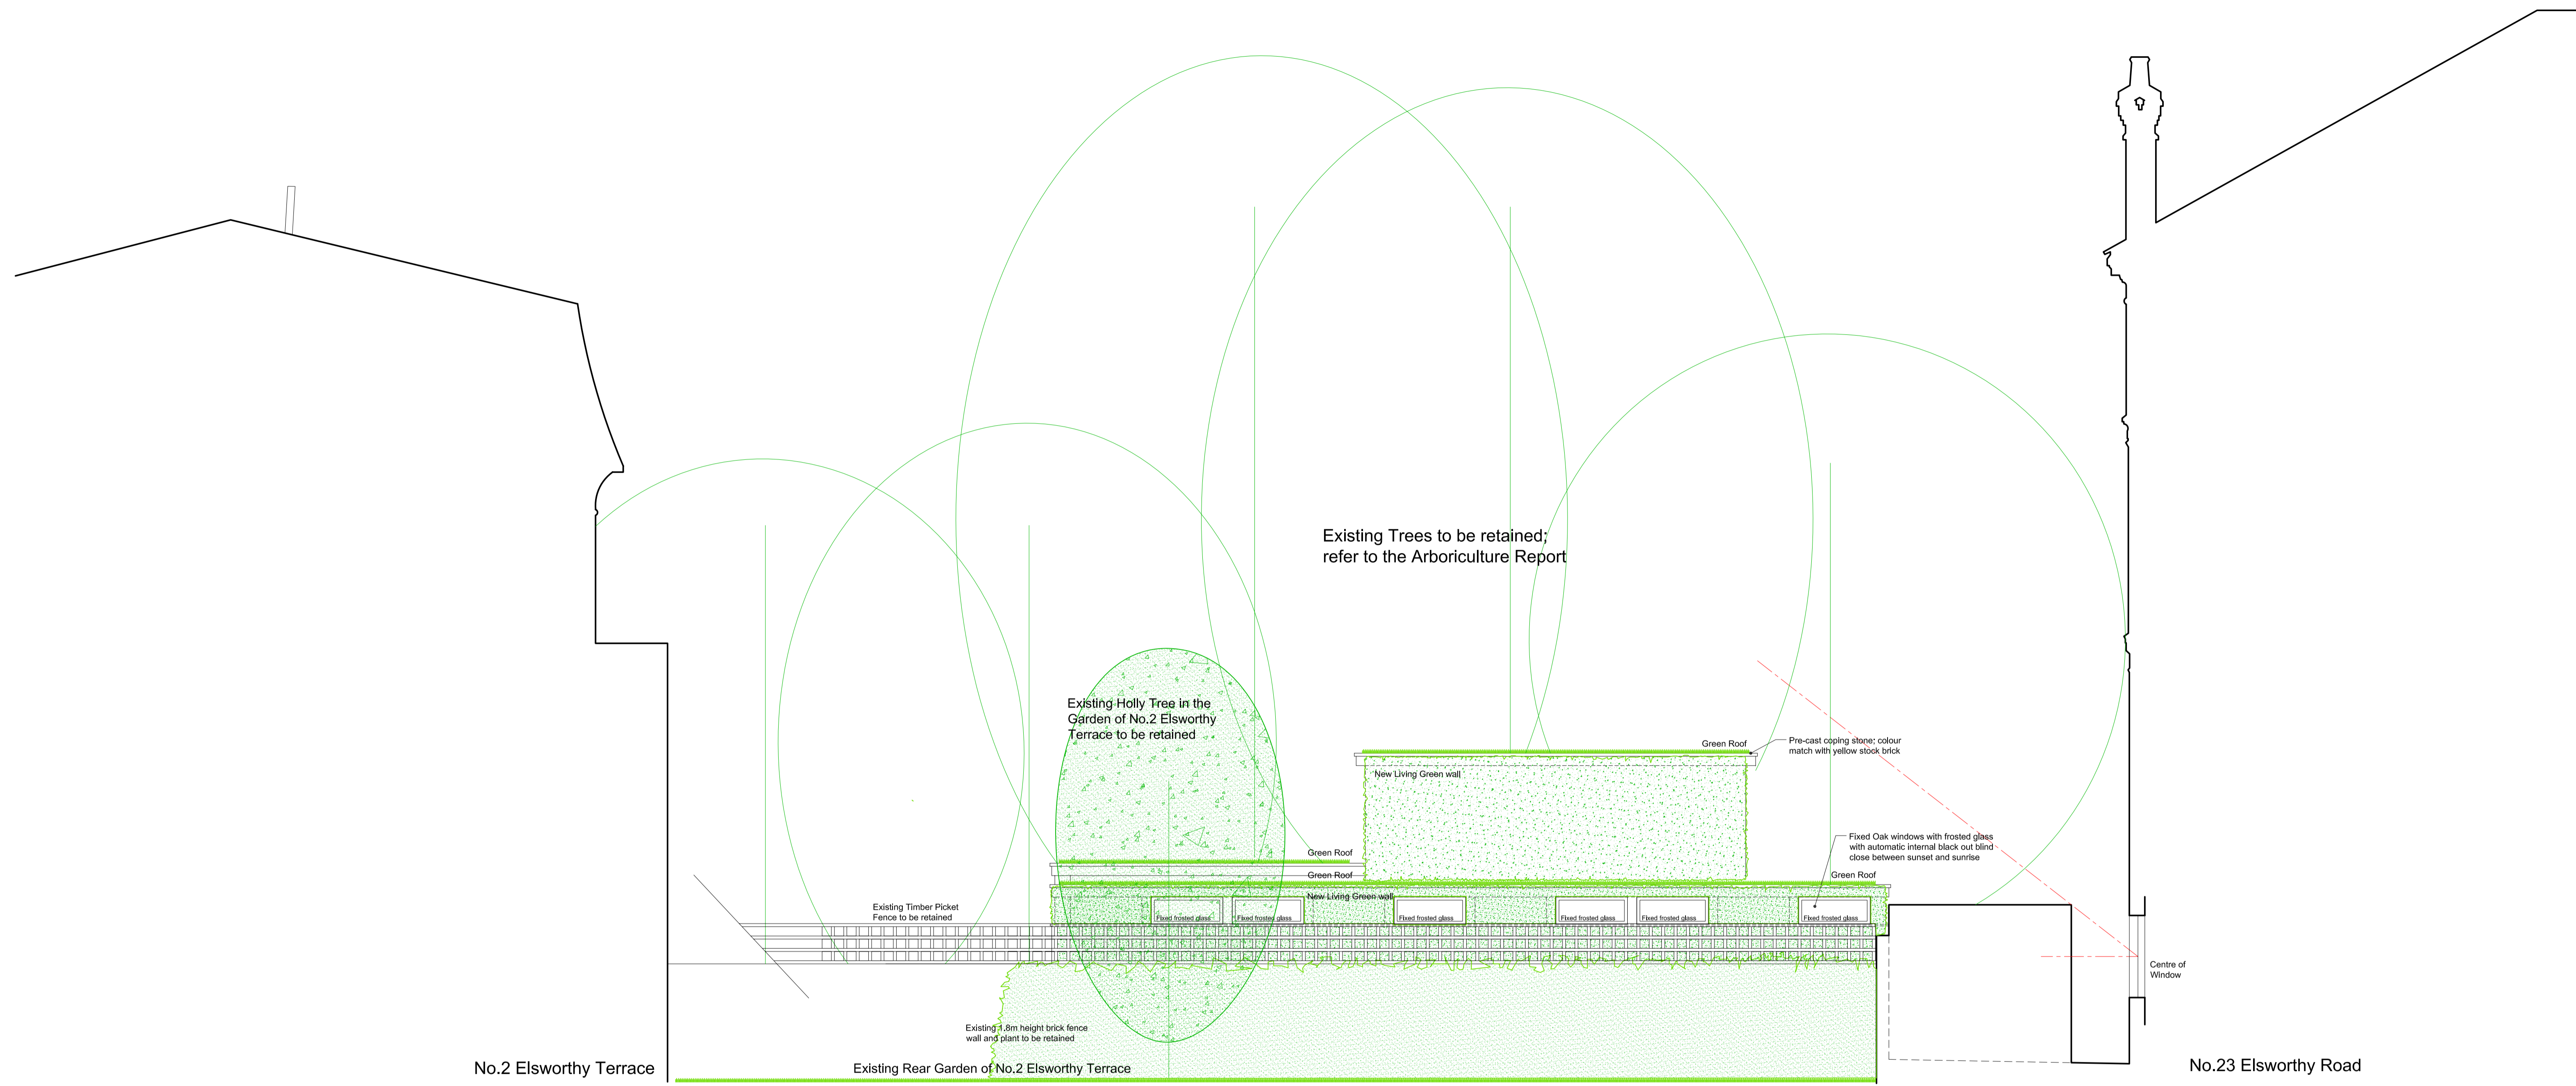 Existing Trees to be retained;
refer to the Arboriculture Report
Existing Holly Tree in the
Garden of No.2 Elsworthy
Terrace to be retained
Green Roof
Pre-cast coping stone; colour
match with yellow stock brick
New Living Green wall
Fixed Oak windows with frosted glass
with automatic internal black out blind
close between sunset and sunrise
Green Roof
Green Roof
Green Roof
New Living Green wall
Existing Timber Picket
Fence to be retained
Fixed frosted glass
Fixed frosted glass
Fixed frosted glass
Fixed frosted glass
Fixed frosted glass
Fixed frosted glass
Centre of
Window
Existing 1.8m height brick fence
wall and plant to be retained
No.2 Elsworthy Terrace
Existing Rear Garden of No.2 Elsworthy Terrace
No.23 Elsworthy Road